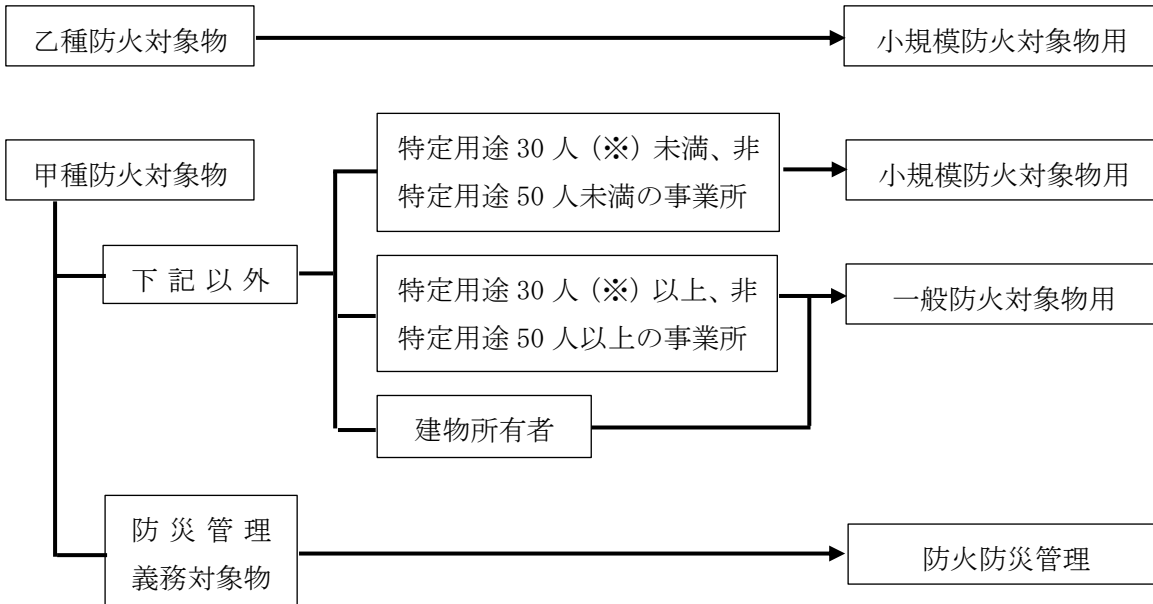 乙種防火対象物
小規模防火対象物用
甲種防火対象物
特定用途 30 人（※）未満、非
特定用途 50 人未満の事業所
小規模防火対象物用
下 記 以 外
特定用途 30 人（※）以上、非
特定用途 50 人以上の事業所
一般防火対象物用
建物所有者
防 災 管 理
義務対象物
防火防災管理